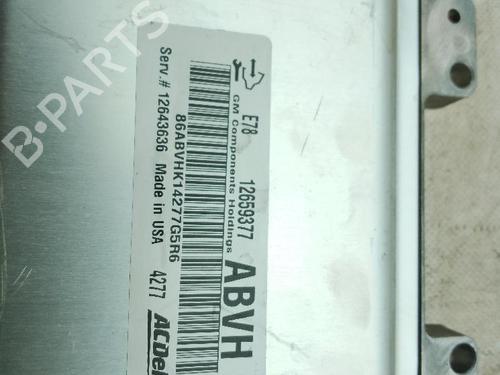 E78
12659377
GM Components Holdings
ABVH
86ABVHK14277G5R6
Serv.# 12643636 Made in USA 4277
ACDel
B-PARTS